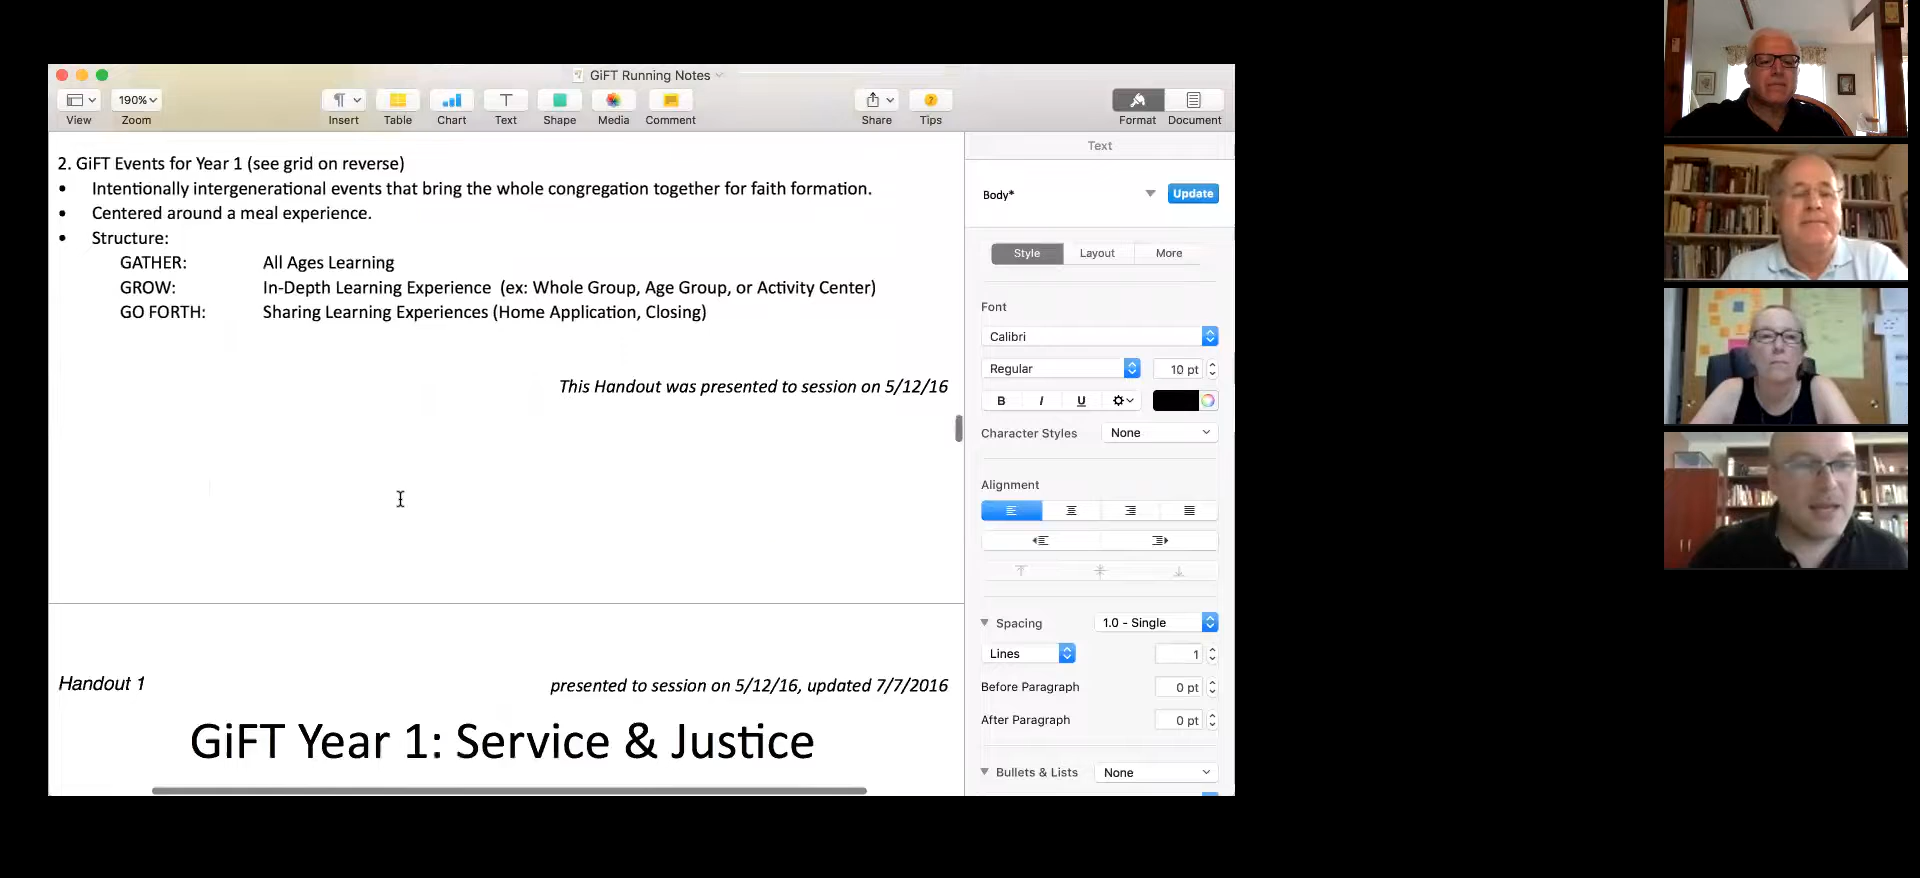 GiFT Running Notes
190%
View
Zoom
Insert
Table
Chart
Text
Shape
Media
Comment
Share
Tips
Format
Document
2. GiFT Events for Year 1 (see grid on reverse)
• Intentionally intergenerational events that bring the whole congregation together for faith formation.
• Centered around a meal experience.
• Structure:
GATHER: All Ages Learning
GROW: In-Depth Learning Experience (ex: Whole Group, Age Group, or Activity Center)
GO FORTH: Sharing Learning Experiences (Home Application, Closing)
This Handout was presented to session on 5/12/16
Handout 1
presented to session on 5/12/16, updated 7/7/2016
GiFT Year 1: Service & Justice
Text
Body*
Update
Style
Layout
More
Font
Calibri
Regular
10 pt
B I U
Character Styles
None
Alignment
Spacing
1.0 - Single
Lines
1
Before Paragraph
0 pt
After Paragraph
0 pt
Bullets & Lists
None